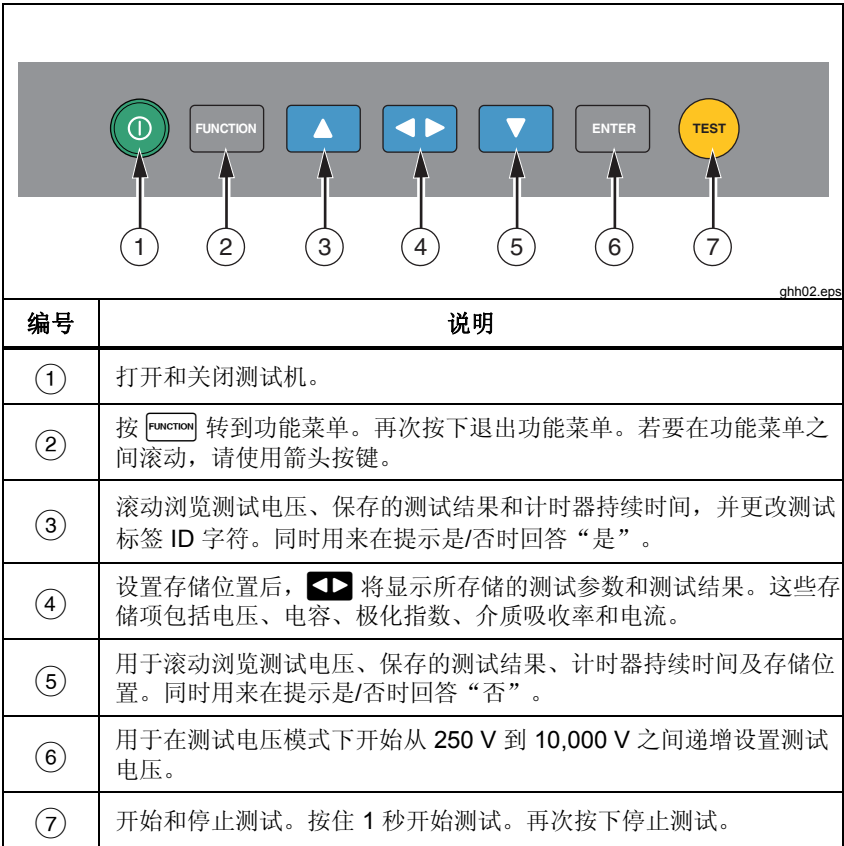 FUNCTION ENTER TEST
1 2 3 4 5 6 7
ghh02.eps
编号 说明
1 打开和关闭测试机。
2 按 FUNCTION 转到功能菜单。再次按下退出功能菜单。若要在功能菜单之
间滚动，请使用箭头按键。
3 滚动浏览测试电压、保存的测试结果和计时器持续时间，并更改测试
标签 ID 字符。同时用来在提示是/否时回答“是”。
4 设置存储位置后， 将显示所存储的测试参数和测试结果。这些存
储项包括电压、电容、极化指数、介质吸收率和电流。
5 用于滚动浏览测试电压、保存的测试结果、计时器持续时间及存储位
置。同时用来在提示是/否时回答“否”。
6 用于在测试电压模式下开始从 250 V 到 10,000 V 之间递增设置测试
电压。
7 开始和停止测试。按住 1 秒开始测试。再次按下停止测试。